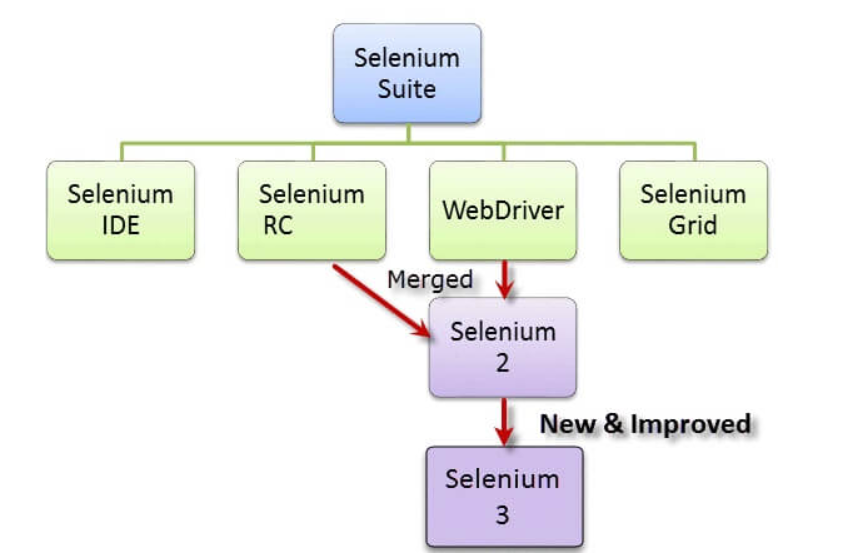 Selenium
Suite
Selenium
IDE
Selenium
RC
WebDriver
Selenium
Grid
Merged
Selenium
2
New & Improved
Selenium
3